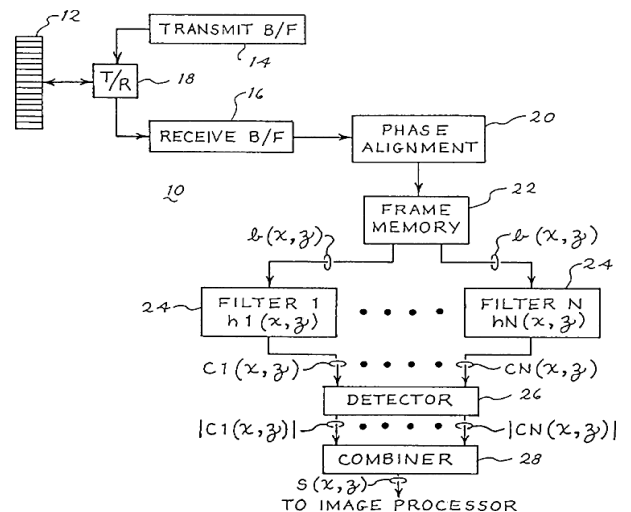 12
TRANSMIT B/F
14
T/R
18
16
RECEIVE B/F
PHASE
ALIGNMENT
20
10
FRAME
MEMORY
22
b(x,z)
b(x,z)
24
FILTER 1
h1(x,z)
FILTER N
hN(x,z)
24
C1(x,z)
CN(x,z)
DETECTOR
26
|C1(x,z)|
|CN(x,z)|
COMBINER
28
S(x,z)
TO IMAGE PROCESSOR